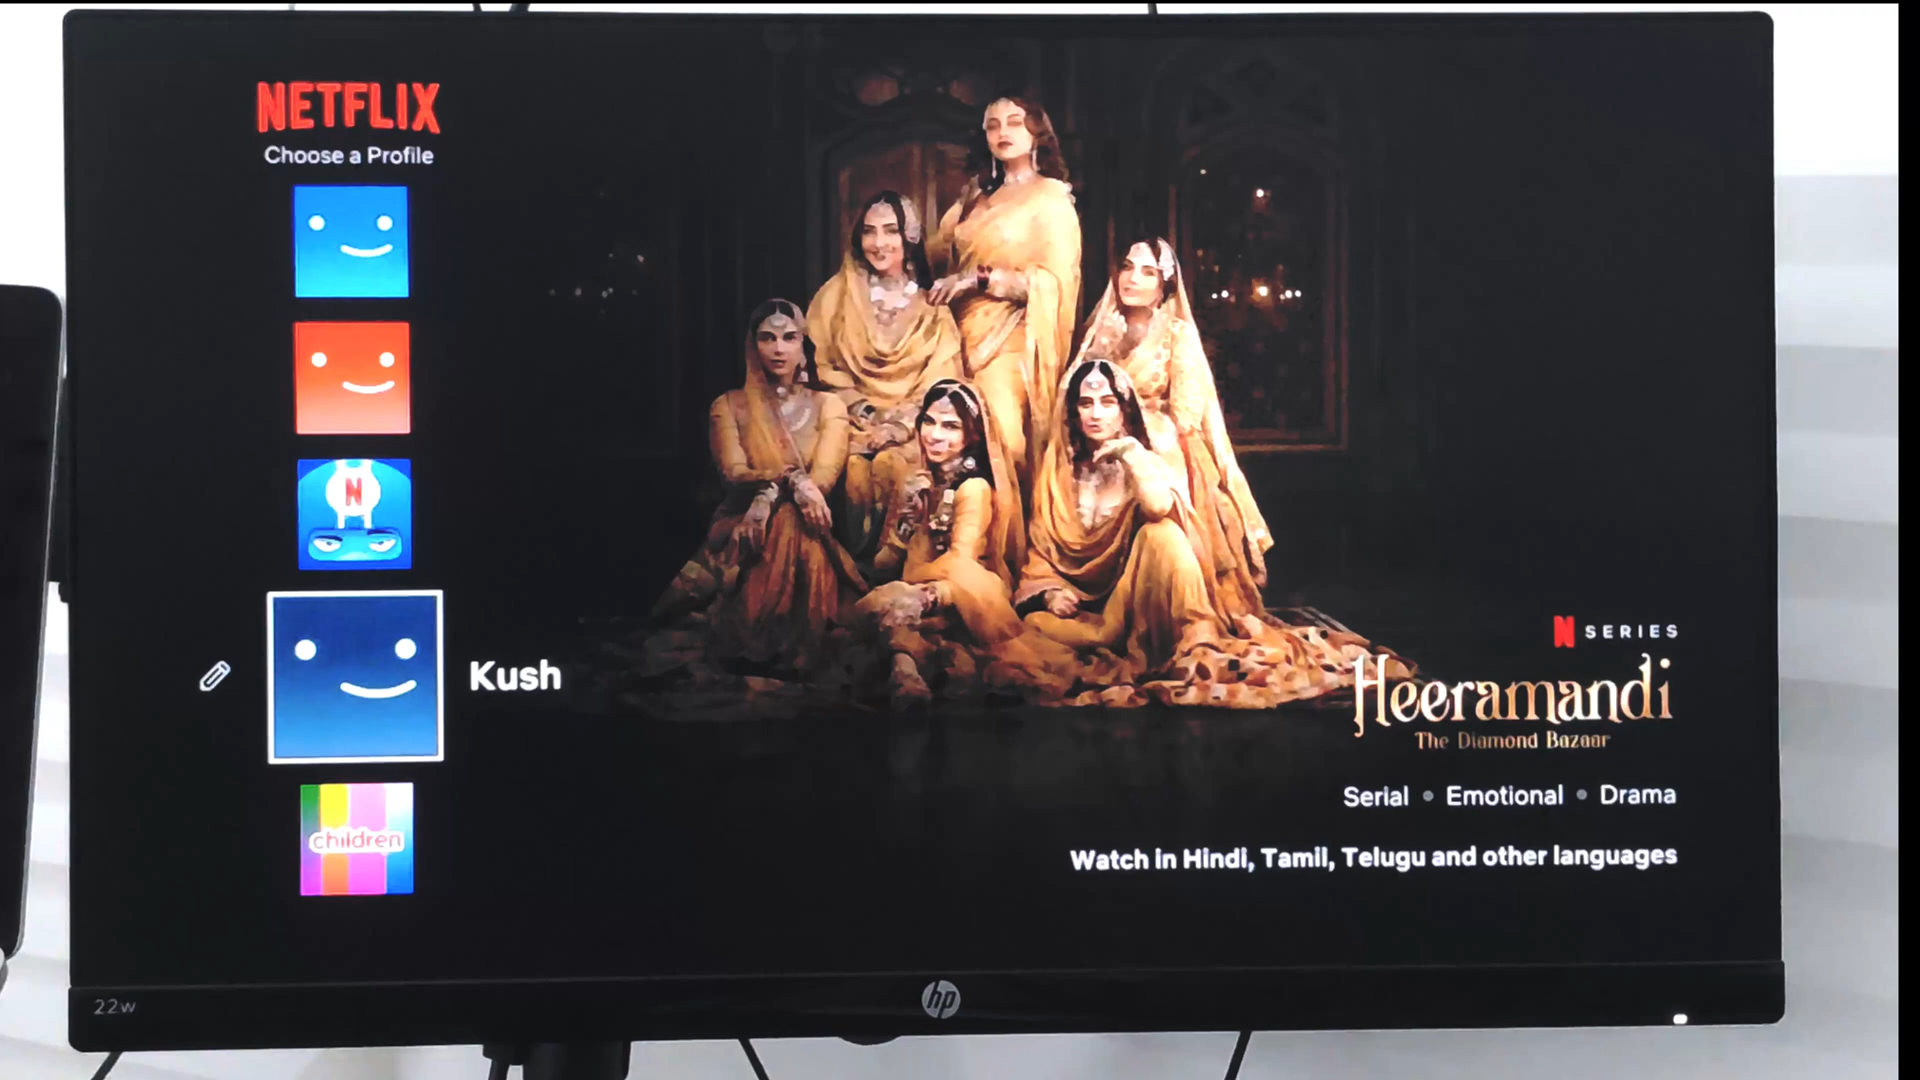 NETFLIX
Choose a Profile
N
Kush
children
N SERIES
Heeramandi
The Diamond Bazaar
Serial • Emotional • Drama
Watch in Hindi, Tamil, Telugu and other languages
22w
hp